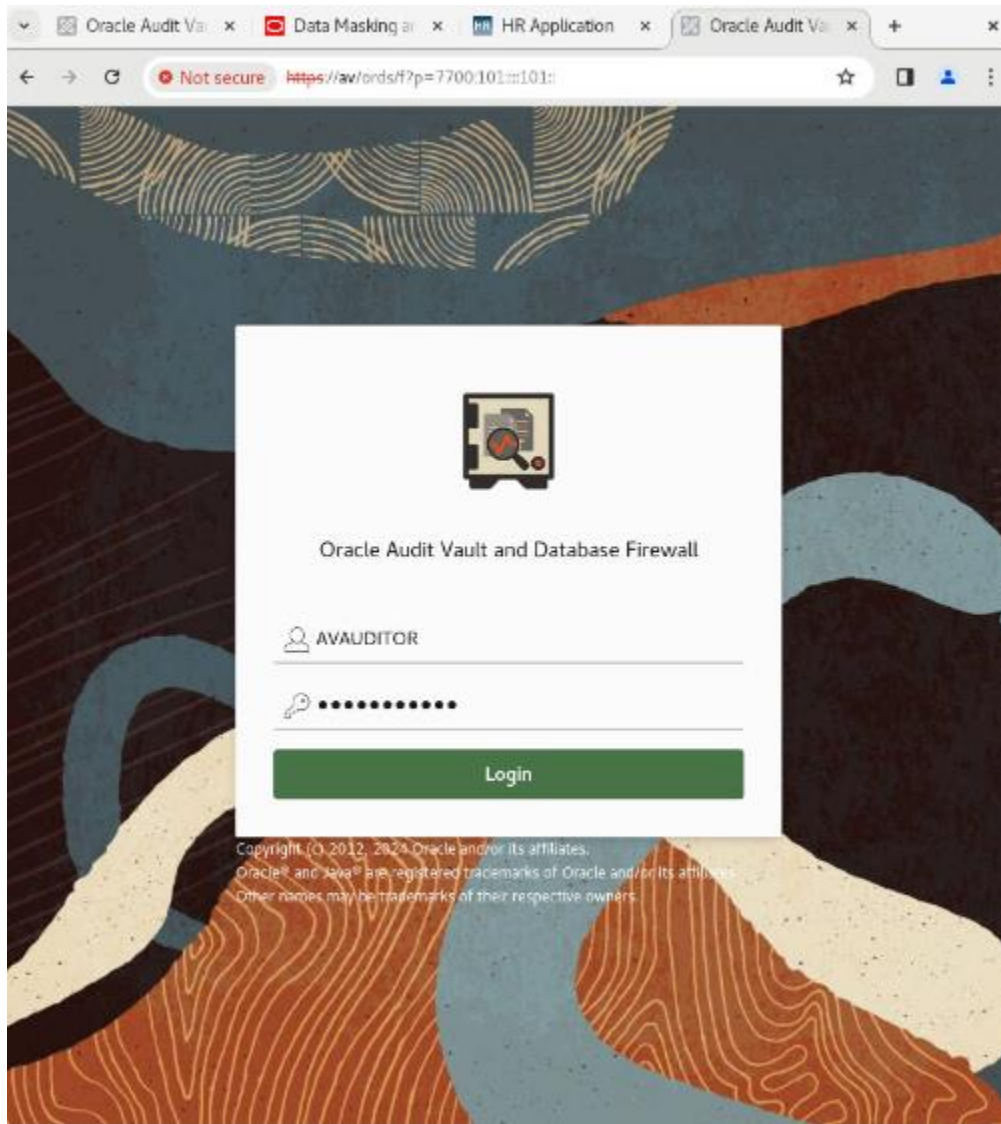 Oracle Audit Va
Data Masking a
HR Application
Oracle Audit Va
Not secure https://av/ords/f?p=7700:101:::101::
Oracle Audit Vault and Database Firewall
AVAUDITOR
•••••••••••
Login
Copyright (c) 2012, 2024 Oracle and/or its affiliates.
Oracle® and Java® are registered trademarks of Oracle and/or its affiliates.
Other names may be trademarks of their respective owners.